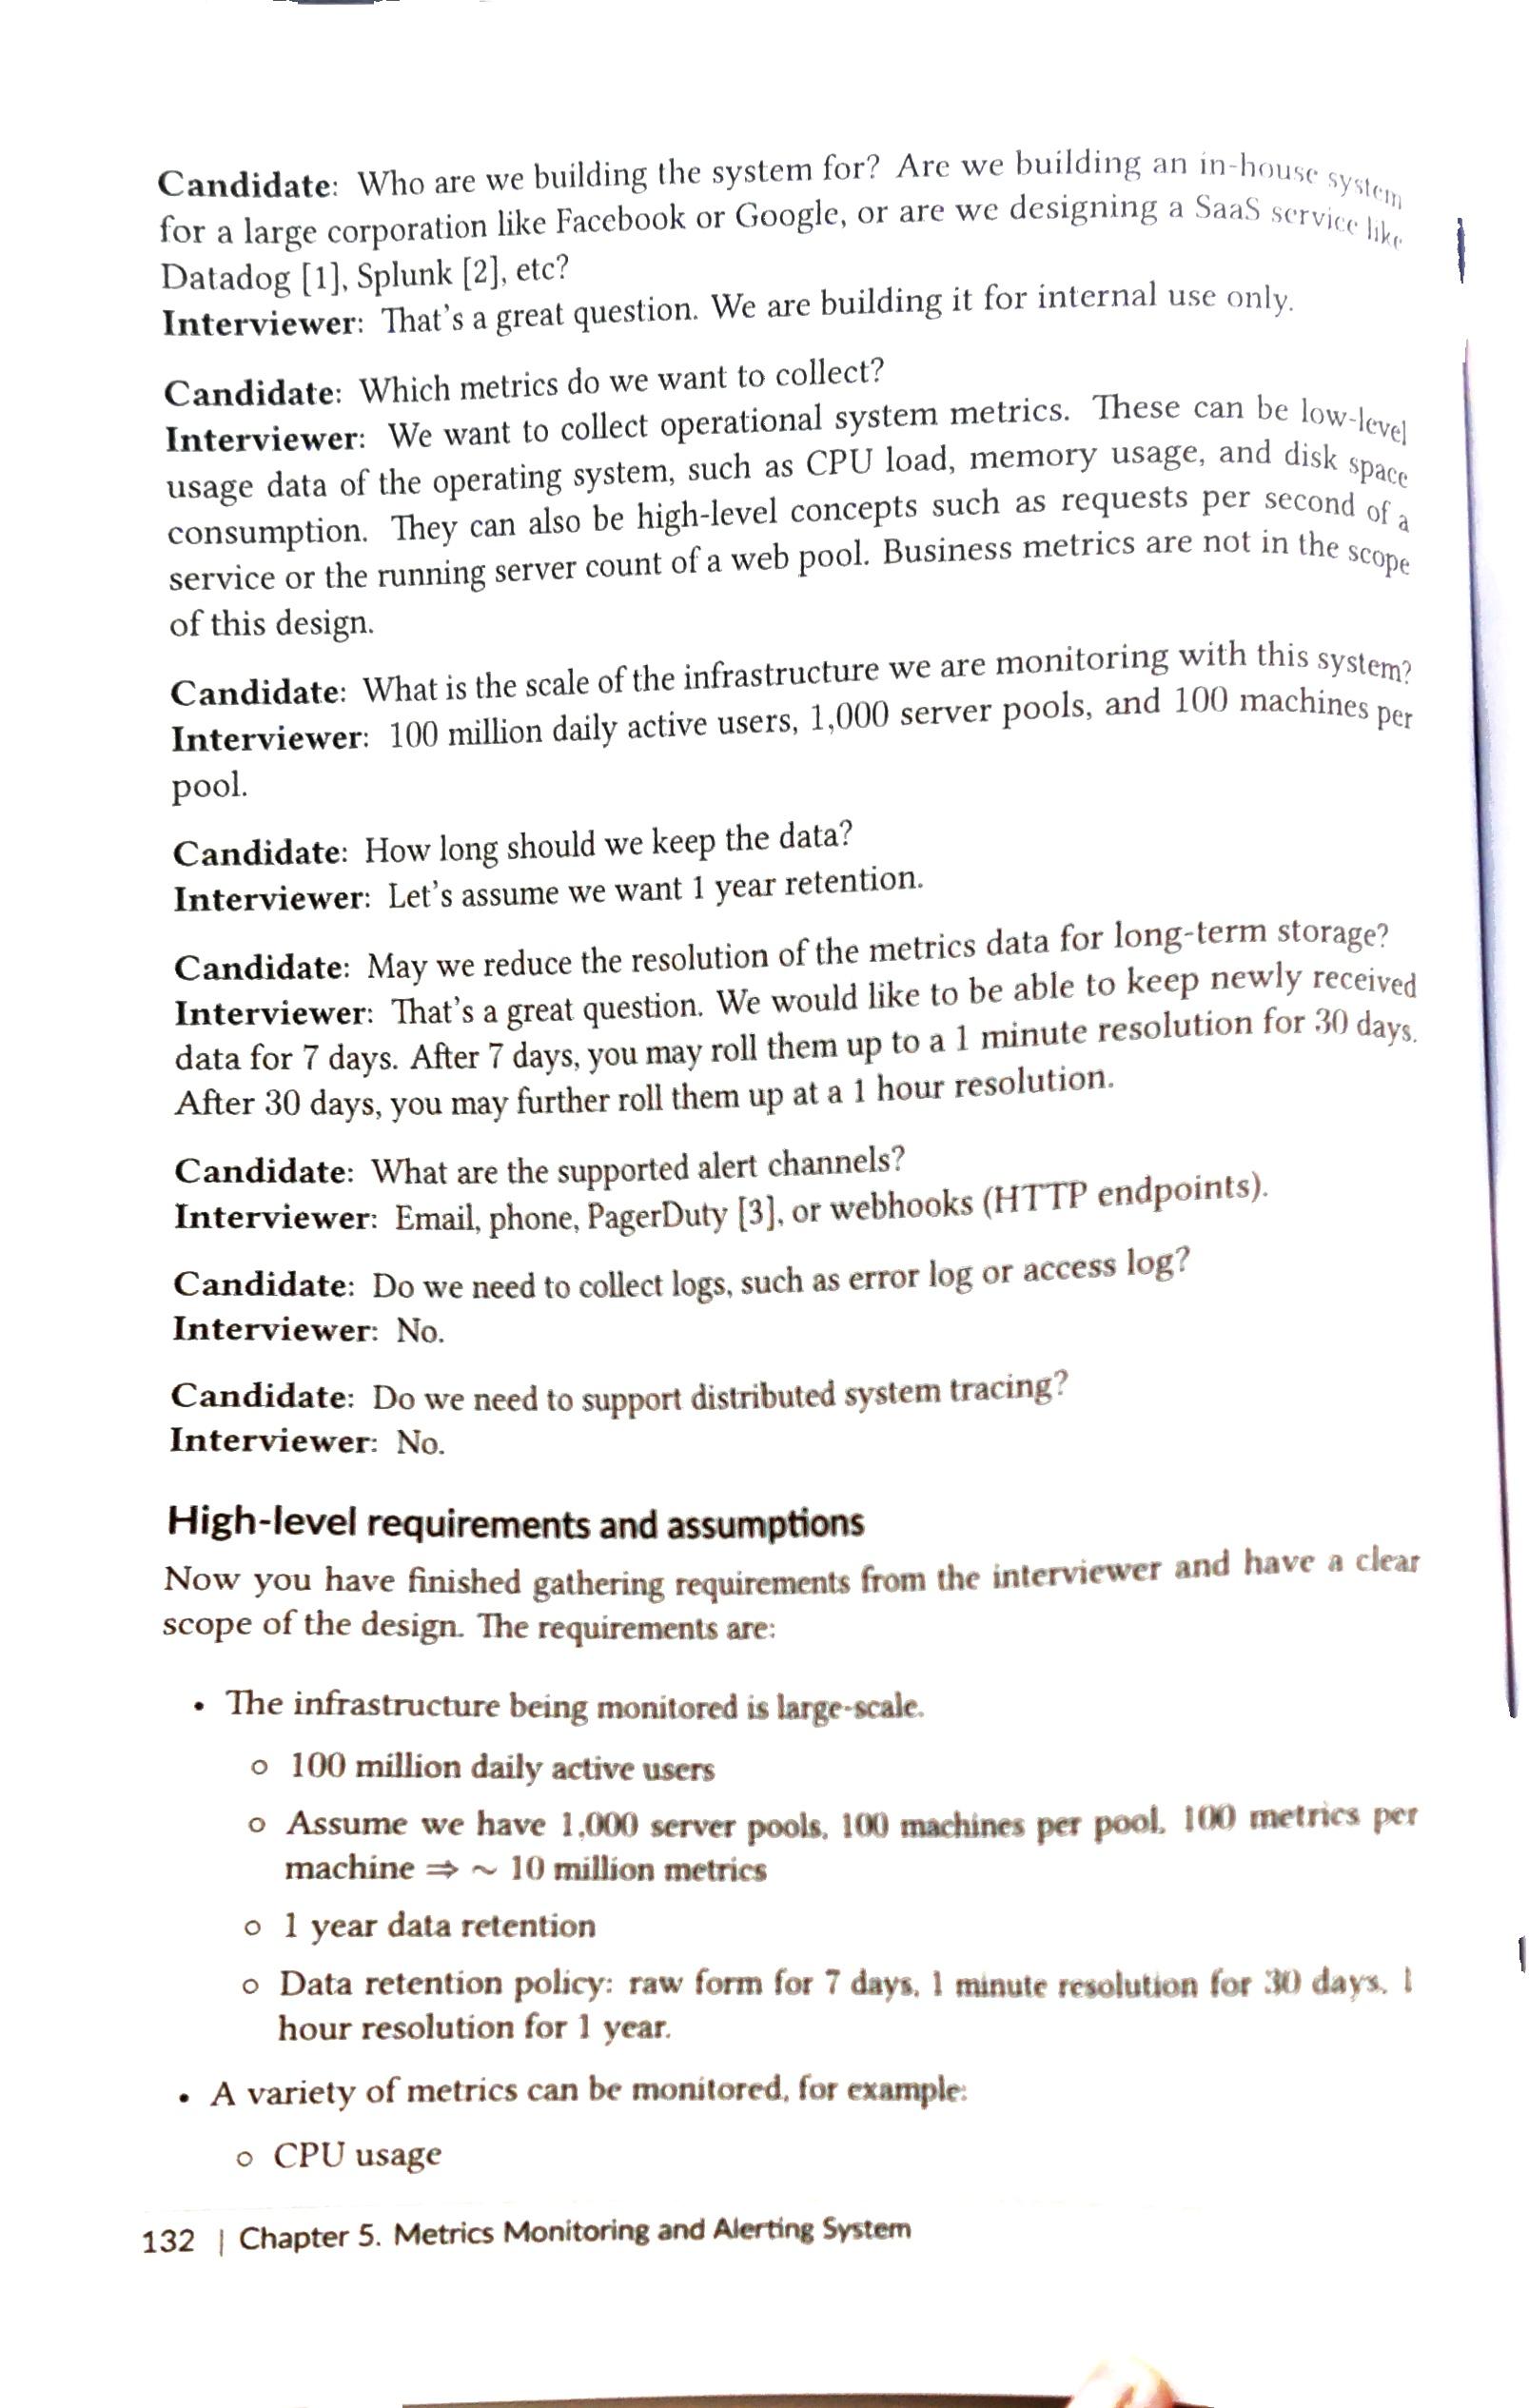 Candidate: Who are we building the system for? Are we building an in-house system
for a large corporation like Facebook or Google, or are we designing a SaaS service like
Datadog [1], Splunk [2], etc?
Interviewer: That's a great question. We are building it for internal use only.
Candidate: Which metrics do we want to collect?
Interviewer: We want to collect operational system metrics. These can be low-level
usage data of the operating system, such as CPU load, memory usage, and disk space
consumption. They can also be high-level concepts such as requests per second of a
service or the running server count of a web pool. Business metrics are not in the scope
of this design.
Candidate: What is the scale of the infrastructure we are monitoring with this system?
Interviewer: 100 million daily active users, 1,000 server pools, and 100 machines per
pool.
Candidate: How long should we keep the data?
Interviewer: Let's assume we want 1 year retention.
Candidate: May we reduce the resolution of the metrics data for long-term storage?
Interviewer: That's a great question. We would like to be able to keep newly received
data for 7 days. After 7 days, you may roll them up to a 1 minute resolution for 30 days.
After 30 days, you may further roll them up at a 1 hour resolution.
Candidate: What are the supported alert channels?
Interviewer: Email, phone, PagerDuty [3], or webhooks (HTTP endpoints).
Candidate: Do we need to collect logs, such as error log or access log?
Interviewer: No.
Candidate: Do we need to support distributed system tracing?
Interviewer: No.
High-level requirements and assumptions
Now you have finished gathering requirements from the interviewer and have a clear
scope of the design. The requirements are:
• The infrastructure being monitored is large-scale.
o 100 million daily active users
o Assume we have 1,000 server pools, 100 machines per pool, 100 metrics per
machine ⇒ ~ 10 million metrics
o 1 year data retention
o Data retention policy: raw form for 7 days, 1 minute resolution for 30 days, 1
hour resolution for 1 year.
• A variety of metrics can be monitored, for example:
o CPU usage
132 | Chapter 5. Metrics Monitoring and Alerting System